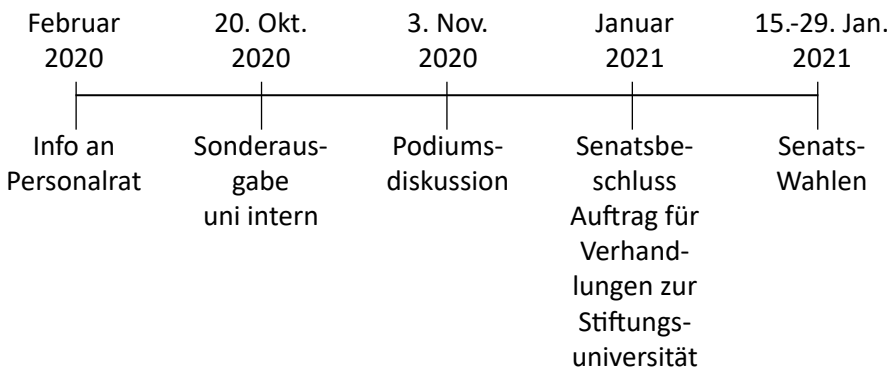 Februar
2020
20. Okt.
2020
3. Nov.
2020
Januar
2021
15.-29. Jan.
2021
Info an
Personalrat
Sonderaus-
gabe
uni intern
Podiums-
diskussion
Senatsbe-
schluss
Auftrag für
Verhand-
lungen zur
Stiftungs-
universität
Senats-
Wahlen